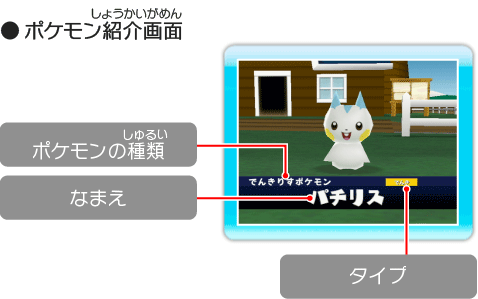 しょうかいがめん
● ポケモン紹介画面
しゅるい
ポケモンの種類
でんきりすポケモン
なまえ
パチリス
タイプ